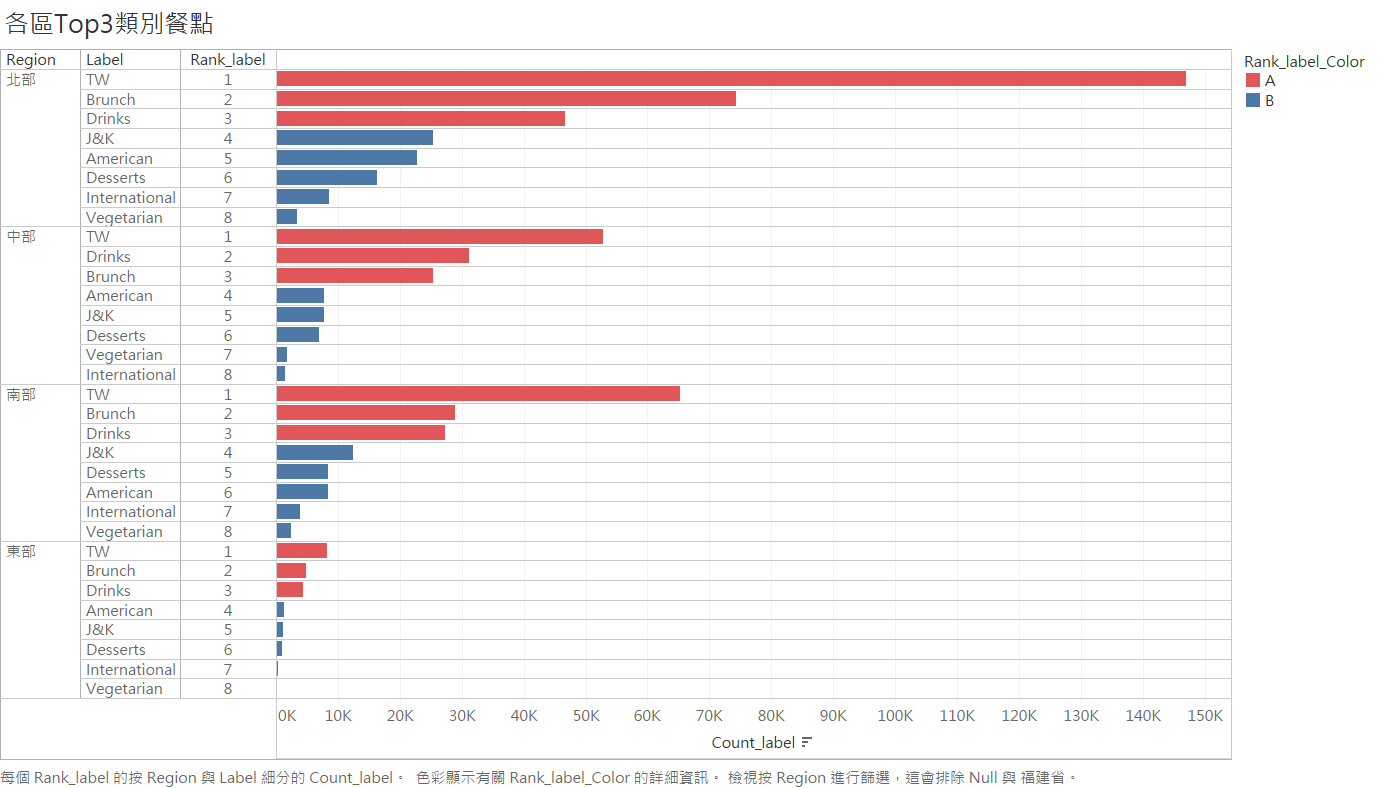 各區Top3類別餐點
Region Label Rank_label
Rank_label_Color
A
B
北部 TW 1
Brunch 2
Drinks 3
J&K 4
American 5
Desserts 6
International 7
Vegetarian 8
中部 TW 1
Drinks 2
Brunch 3
American 4
J&K 5
Desserts 6
Vegetarian 7
International 8
南部 TW 1
Brunch 2
Drinks 3
J&K 4
Desserts 5
American 6
International 7
Vegetarian 8
東部 TW 1
Brunch 2
Drinks 3
American 4
J&K 5
Desserts 6
International 7
Vegetarian 8
0K 10K 20K 30K 40K 50K 60K 70K 80K 90K 100K 110K 120K 130K 140K 150K
Count_label
每個 Rank_label 的按 Region 與 Label 細分的 Count_label。 色彩顯示有關 Rank_label_Color 的詳細資訊。 檢視按 Region 進行篩選，這會排除 Null 與 福建省。